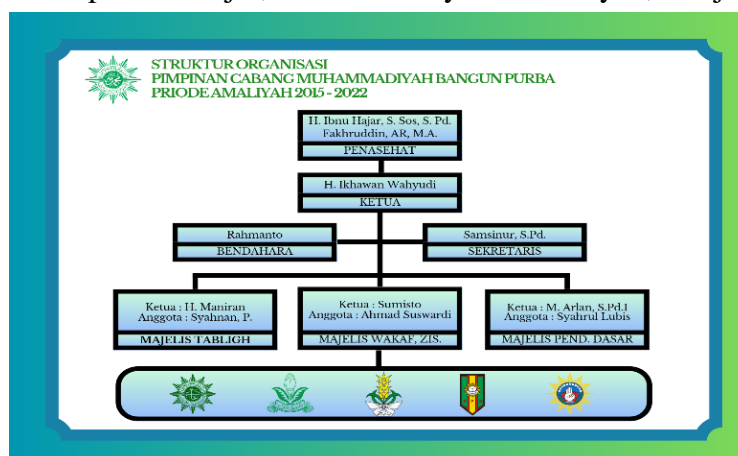 STRUKTUR ORGANISASI
PIMPINAN CABANG MUHAMMADIYAH BANGUN PURBA
PRIODE AMALIYAH 2015 - 2022
H. Ibnu Hajar, S. Sos, S. Pd.
Fakhruddin, AR, M.A.
PENASEHAT
H. Ikhawan Wahyudi
KETUA
Rahmanto
BENDAHARA
Samsinur, S.Pd.
SEKRETARIS
Ketua : H. Maniran
Anggota : Syahnan, P.
MAJELIS TABLIGH
Ketua : Sumisto
Anggota : Ahmad Suswardi
MAJELIS WAKAF, ZIS.
Ketua : M. Arlan, S.Pd.I
Anggota : Syahrul Lubis
MAJELIS PEND. DASAR